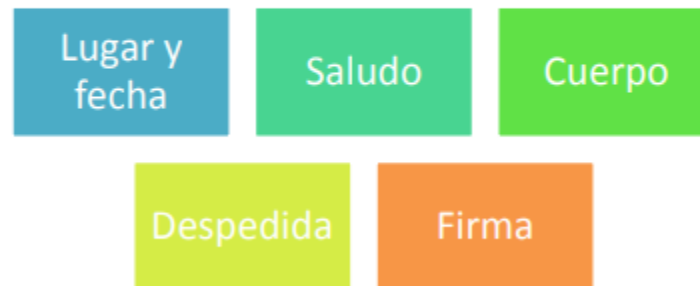 Lugar y
fecha
Saludo
Cuerpo
Despedida
Firma